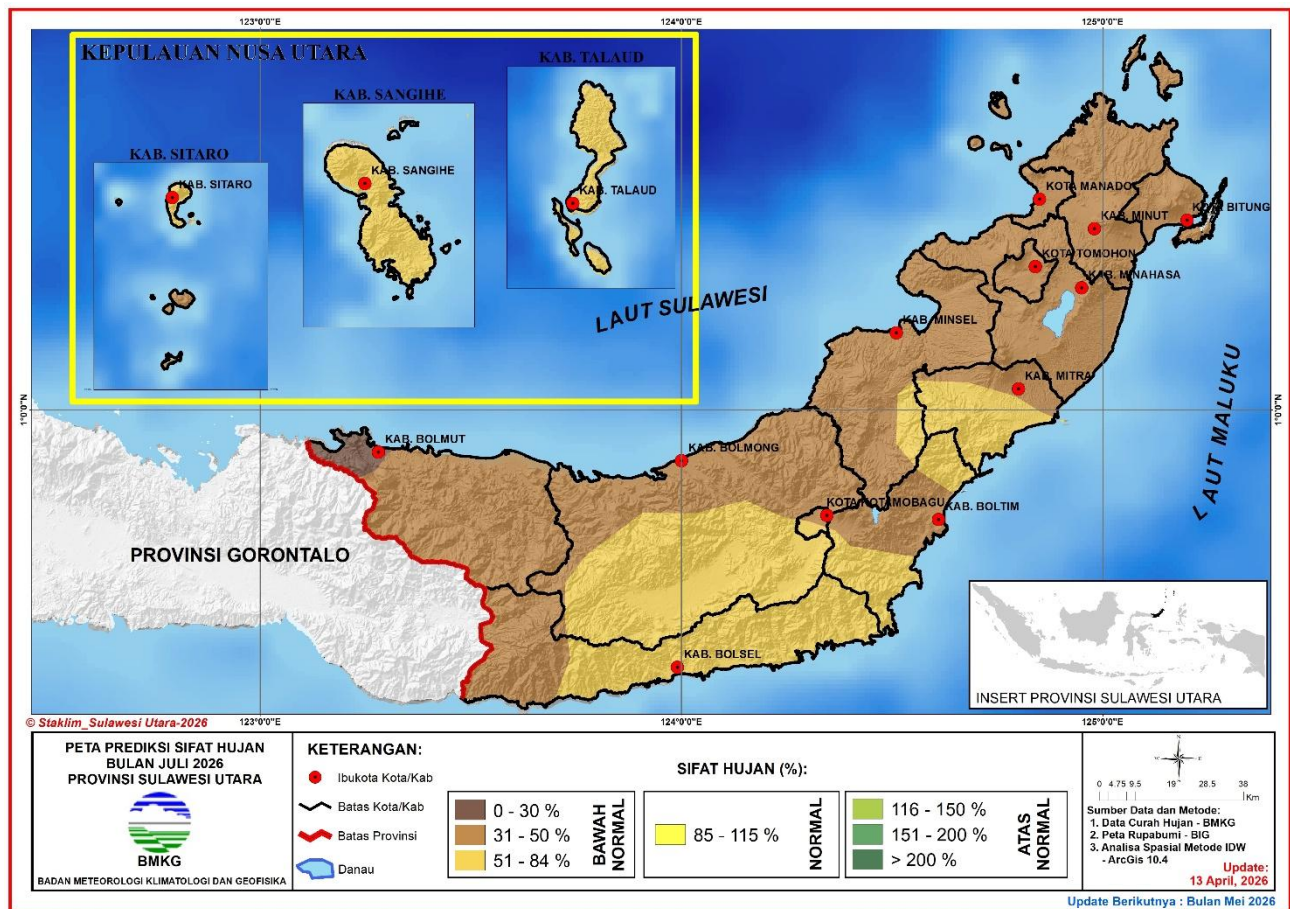 123°0'0"E
124°0'0"E
125°0'0"E
KEPULAUAN NUSA UTARA
KAB. TALAUD
KAB. SANGIHE
KAB. SITARO
KAB. SITARO
KAB. SANGIHE
KAB. TALAUD
KOTA MANADO
KAB. MINUT
KOTA BITUNG
KOTA TOMOHON
KAB. MINAHASA
LAUT SULAWESI
KAB. MINSEL
KAB. MITRA
LAUT MALUKU
1°0'0"N
1°0'0"N
KAB. BOLMUT
KAB. BOLMONG
KOTA KOTAMOBAGU
KAB. BOLTIM
PROVINSI GORONTALO
KAB. BOLSEL
INSERT PROVINSI SULAWESI UTARA
© Staklim_Sulawesi Utara-2026
123°0'0"E
124°0'0"E
125°0'0"E
PETA PREDIKSI SIFAT HUJAN
BULAN JULI 2026
PROVINSI SULAWESI UTARA
BMKG
BADAN METEOROLOGI KLIMATOLOGI DAN GEOFISIKA
KETERANGAN:
Ibukota Kota/Kab
Batas Kota/Kab
Batas Provinsi
Danau
SIFAT HUJAN (%):
0 - 30 %
31 - 50 %
51 - 84 %
BAWAH
NORMAL
85 - 115 %
NORMAL
116 - 150 %
151 - 200 %
> 200 %
ATAS
NORMAL
0 4.75 9.5 19 28.5 38
Km
Sumber Data dan Metode:
1. Data Curah Hujan - BMKG
2. Peta Rupabumi - BIG
3. Analisa Spasial Metode IDW
- ArcGis 10.4
Update:
13 April, 2026
Update Berikutnya : Bulan Mei 2026